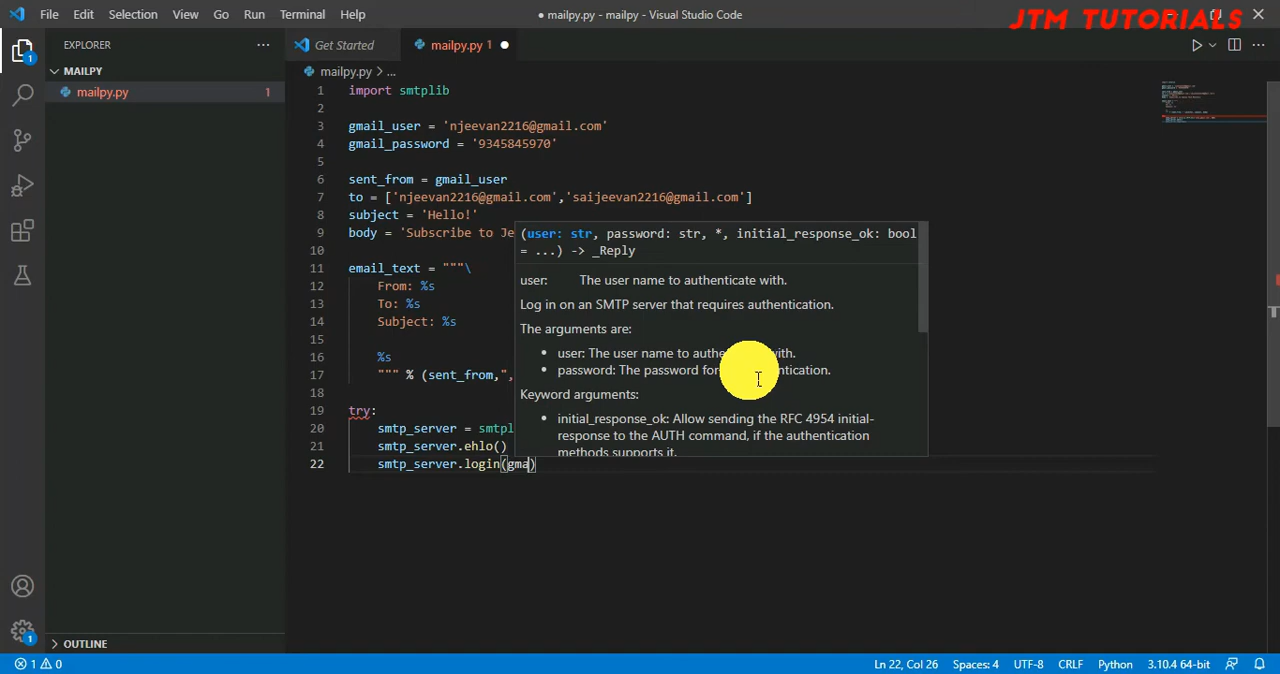 File Edit Selection View Go Run Terminal Help
● mailpy.py - mailpy - Visual Studio Code
JTM TUTORIALS
EXPLORER
Get Started
mailpy.py 1
MAILPY
mailpy.py > ...
mailpy.py 1
1 import smtplib
2
3 gmail_user = 'njeevan2216@gmail.com'
4 gmail_password = '9345845970'
5
6 sent_from = gmail_user
7 to = ['njeevan2216@gmail.com','saijeevan2216@gmail.com']
8 subject = 'Hello!'
9 body = 'Subscribe to Je
10
11 email_text = """\
12 From: %s
13 To: %s
14 Subject: %s
15
16 %s
17 """ % (sent_from,",
18
19 try:
20 smtp_server = smtpl
21 smtp_server.ehlo()
22 smtp_server.login(gma)
(user: str, password: str, *, initial_response_ok: bool
= ...) -> _Reply
user: The user name to authenticate with.
Log in on an SMTP server that requires authentication.
The arguments are:
• user: The user name to authe with.
• password: The password for ntication.
Keyword arguments:
• initial_response_ok: Allow sending the RFC 4954 initial-
response to the AUTH command, if the authentication
methods supports it.
OUTLINE
1 0
Ln 22, Col 26 Spaces: 4 UTF-8 CRLF Python 3.10.4 64-bit